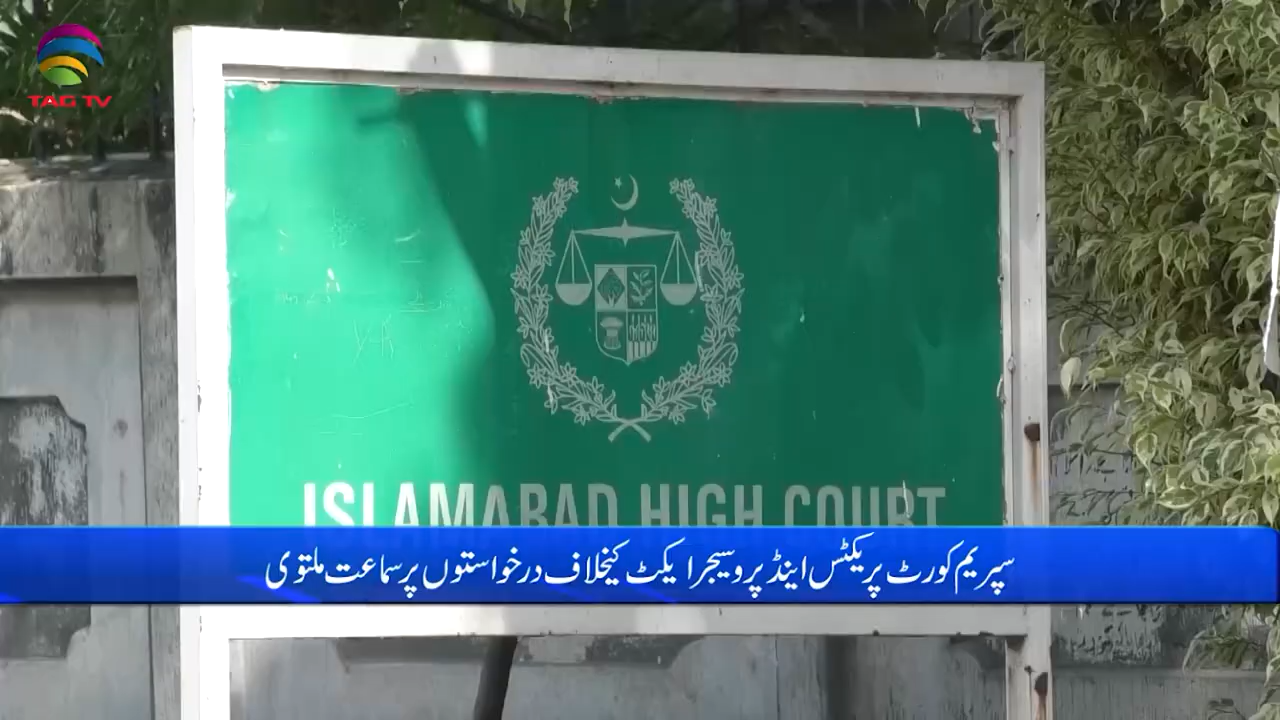 TAG TV
ISLAMABAD HIGH COURT
سپریم کورٹ پریکٹس اینڈ پروسیجر ایکٹ کیخلاف درخواستوں پر سماعت ملتوی